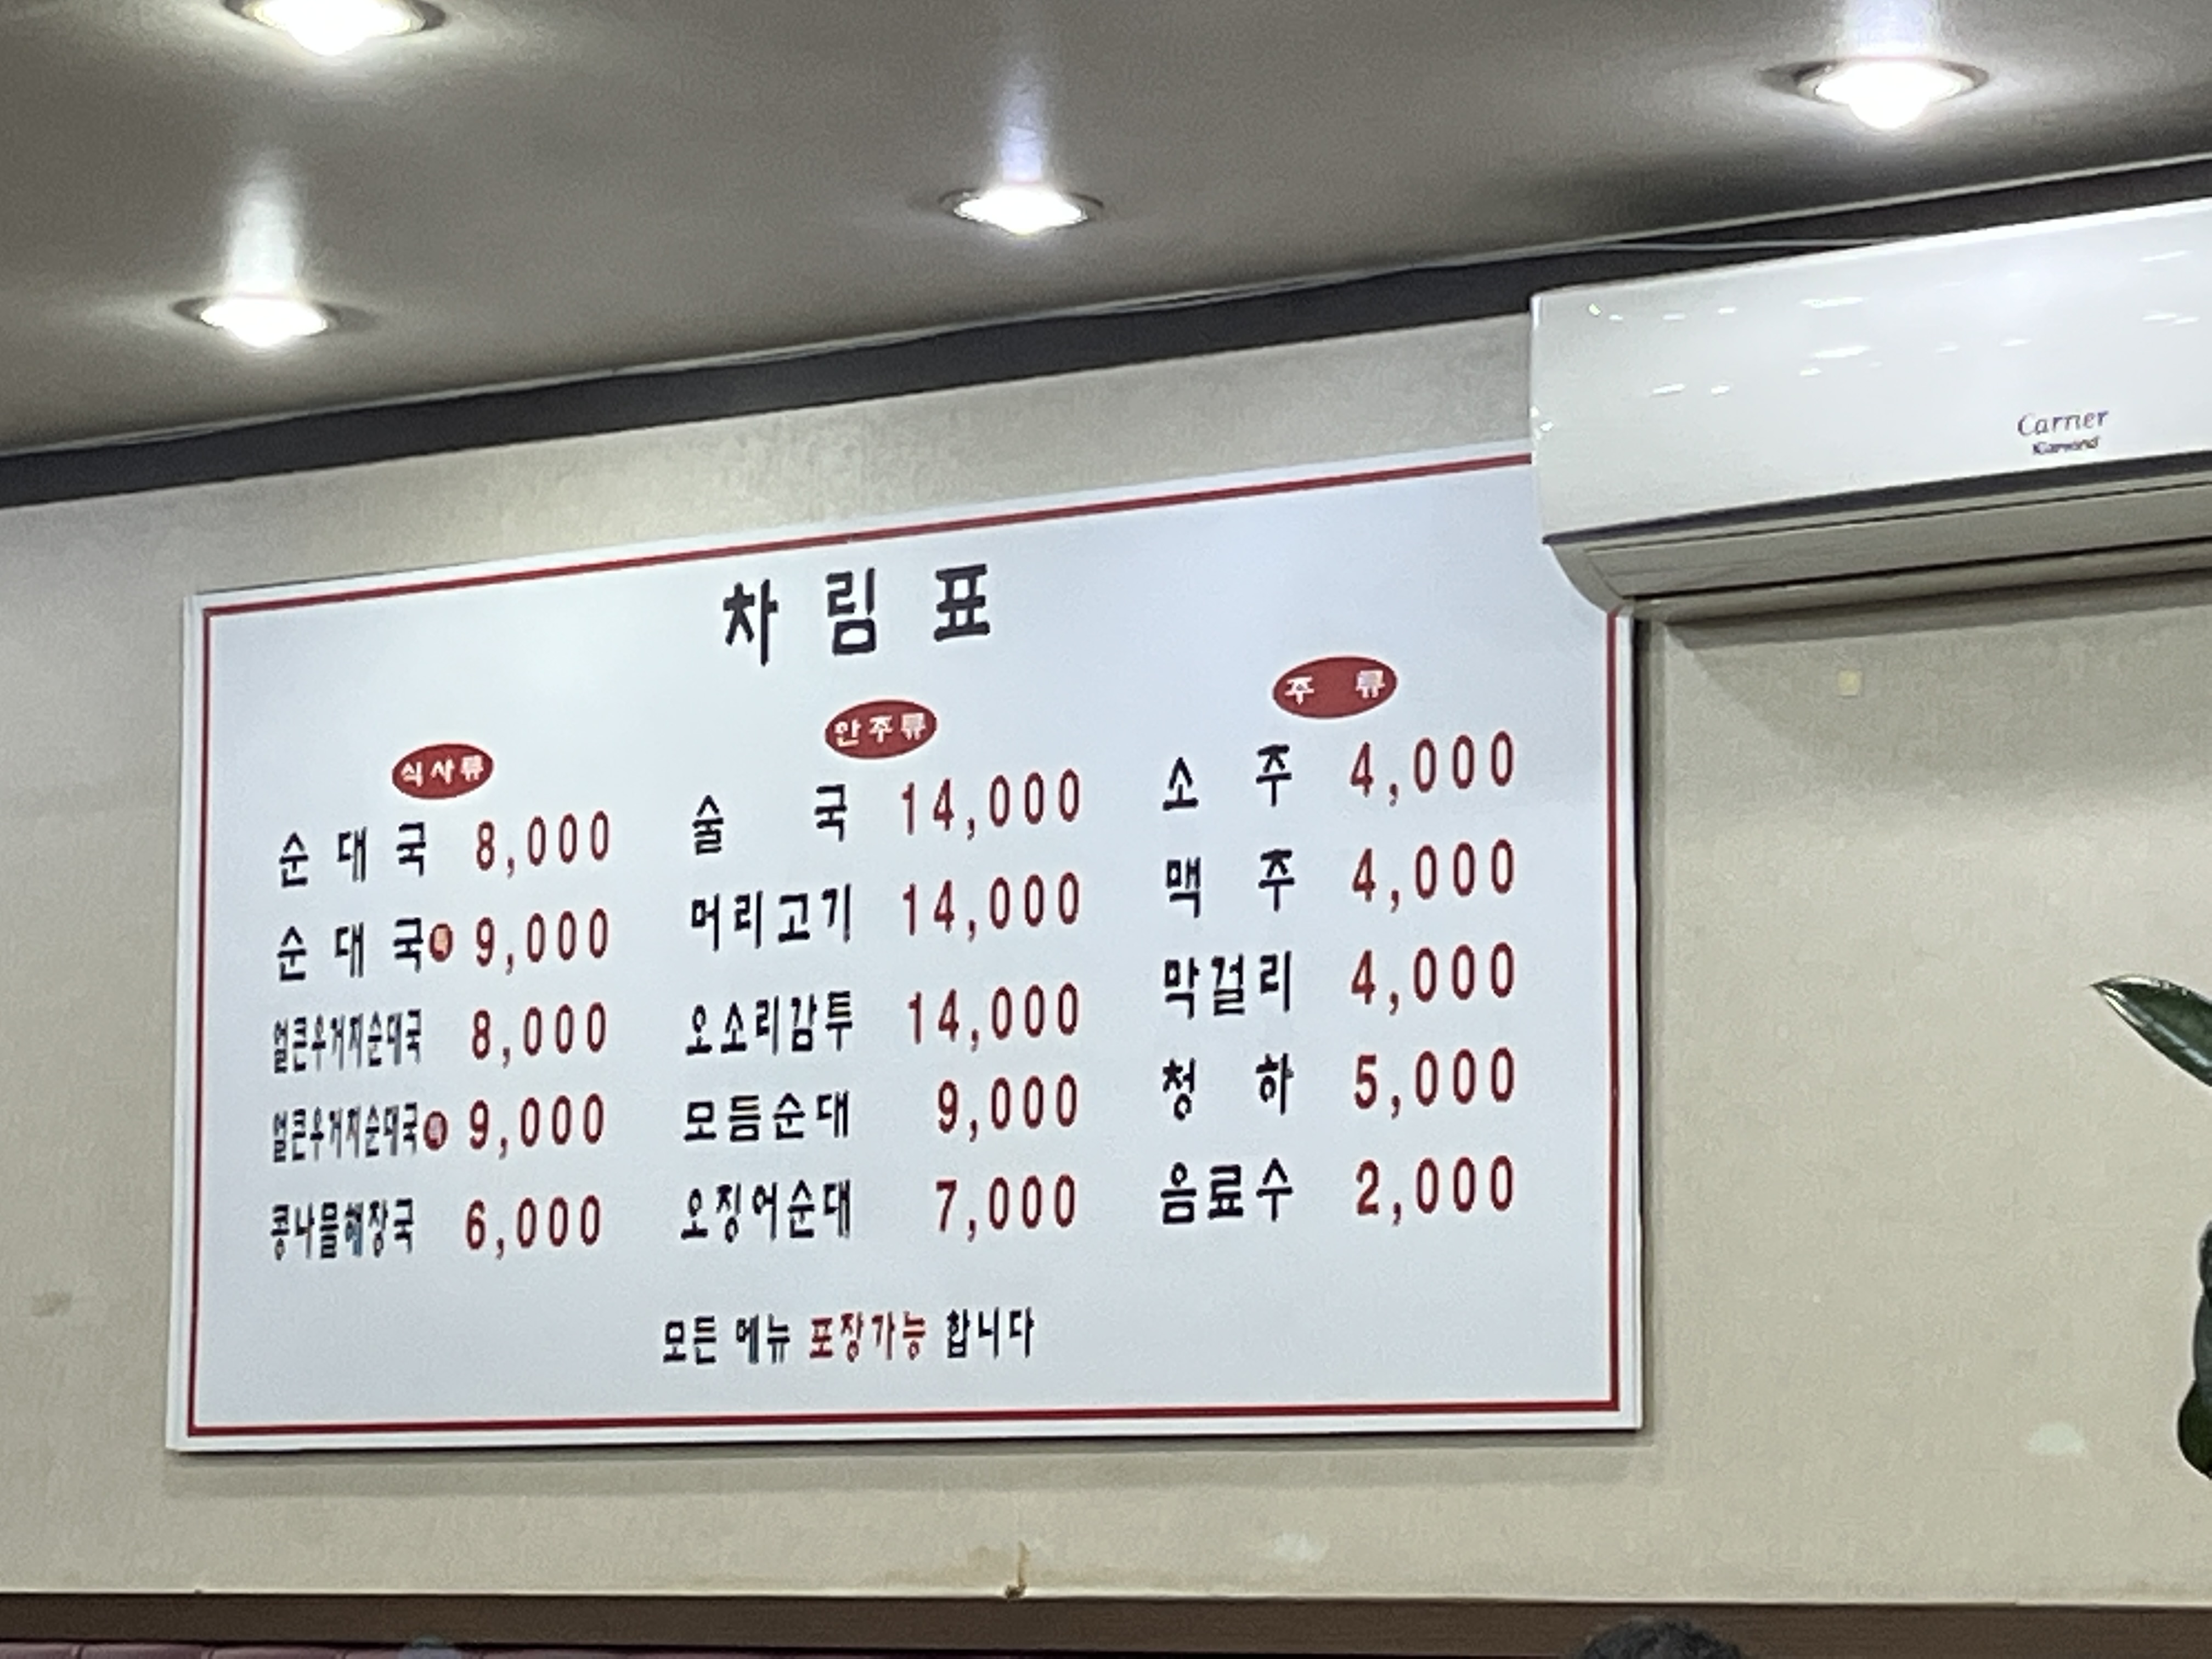 차림표
식사류
순대국 8,000
순대국 특 9,000
얼큰우거지순대국 8,000
얼큰우거지순대국 특 9,000
콩나물해장국 6,000
안주류
술국 14,000
머리고기 14,000
오소리감투 14,000
모듬순대 9,000
오징어순대 7,000
주류
소주 4,000
맥주 4,000
막걸리 4,000
청하 5,000
음료수 2,000
모든 메뉴 포장가능 합니다
Carrier